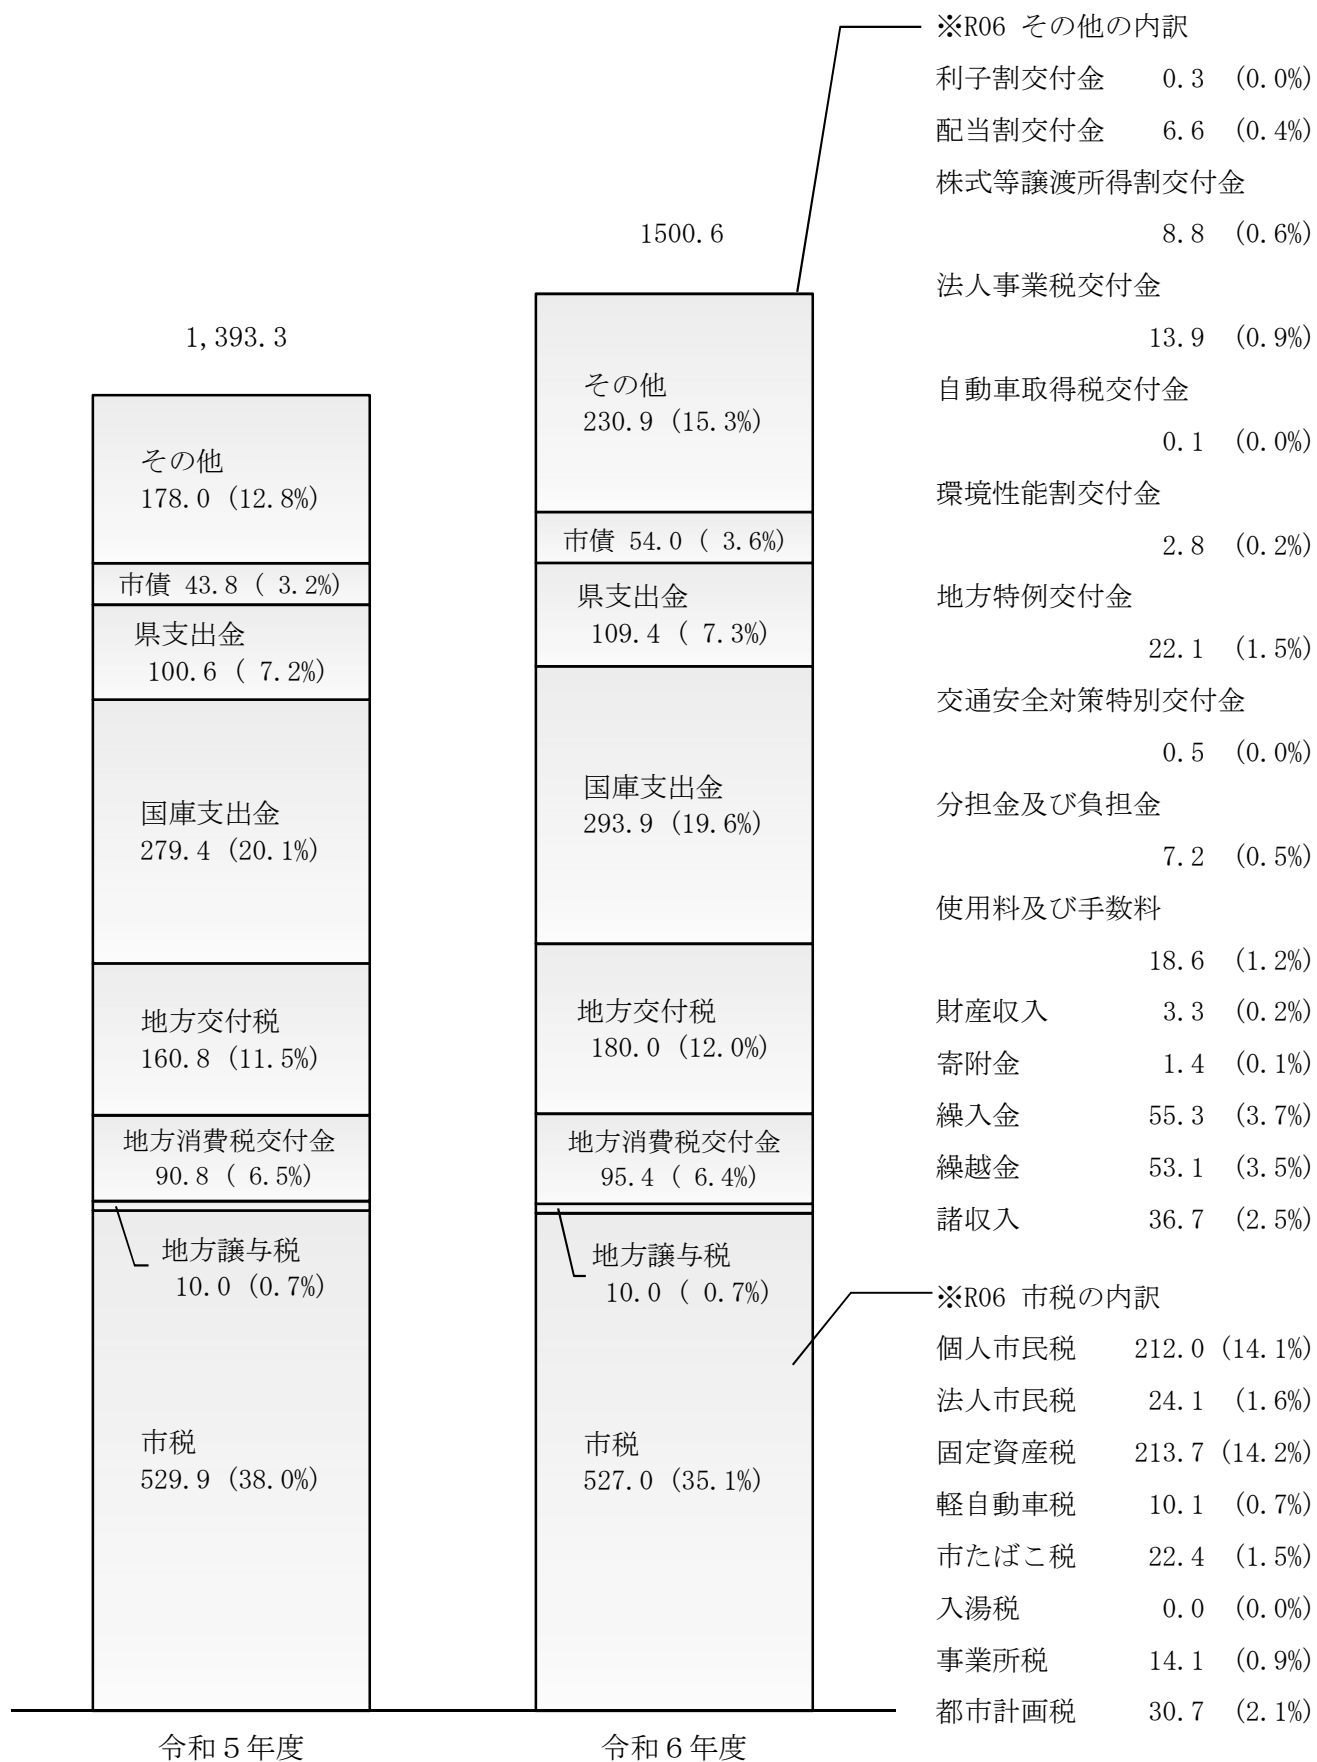 1,393.3
その他
178.0 (12.8%)
市債 43.8 ( 3.2%)
県支出金
100.6 ( 7.2%)
国庫支出金
279.4 (20.1%)
地方交付税
160.8 (11.5%)
地方消費税交付金
90.8 ( 6.5%)
地方譲与税
10.0 (0.7%)
市税
529.9 (38.0%)
令和５年度
1500.6
その他
230.9 (15.3%)
市債 54.0 ( 3.6%)
県支出金
109.4 ( 7.3%)
国庫支出金
293.9 (19.6%)
地方交付税
180.0 (12.0%)
地方消費税交付金
95.4 ( 6.4%)
地方譲与税
10.0 ( 0.7%)
市税
527.0 (35.1%)
令和６年度
※R06 その他の内訳
利子割交付金 0.3 (0.0%)
配当割交付金 6.6 (0.4%)
株式等譲渡所得割交付金
8.8 (0.6%)
法人事業税交付金
13.9 (0.9%)
自動車取得税交付金
0.1 (0.0%)
環境性能割交付金
2.8 (0.2%)
地方特例交付金
22.1 (1.5%)
交通安全対策特別交付金
0.5 (0.0%)
分担金及び負担金
7.2 (0.5%)
使用料及び手数料
18.6 (1.2%)
財産収入 3.3 (0.2%)
寄附金 1.4 (0.1%)
繰入金 55.3 (3.7%)
繰越金 53.1 (3.5%)
諸収入 36.7 (2.5%)
※R06 市税の内訳
個人市民税 212.0 (14.1%)
法人市民税 24.1 (1.6%)
固定資産税 213.7 (14.2%)
軽自動車税 10.1 (0.7%)
市たばこ税 22.4 (1.5%)
入湯税 0.0 (0.0%)
事業所税 14.1 (0.9%)
都市計画税 30.7 (2.1%)